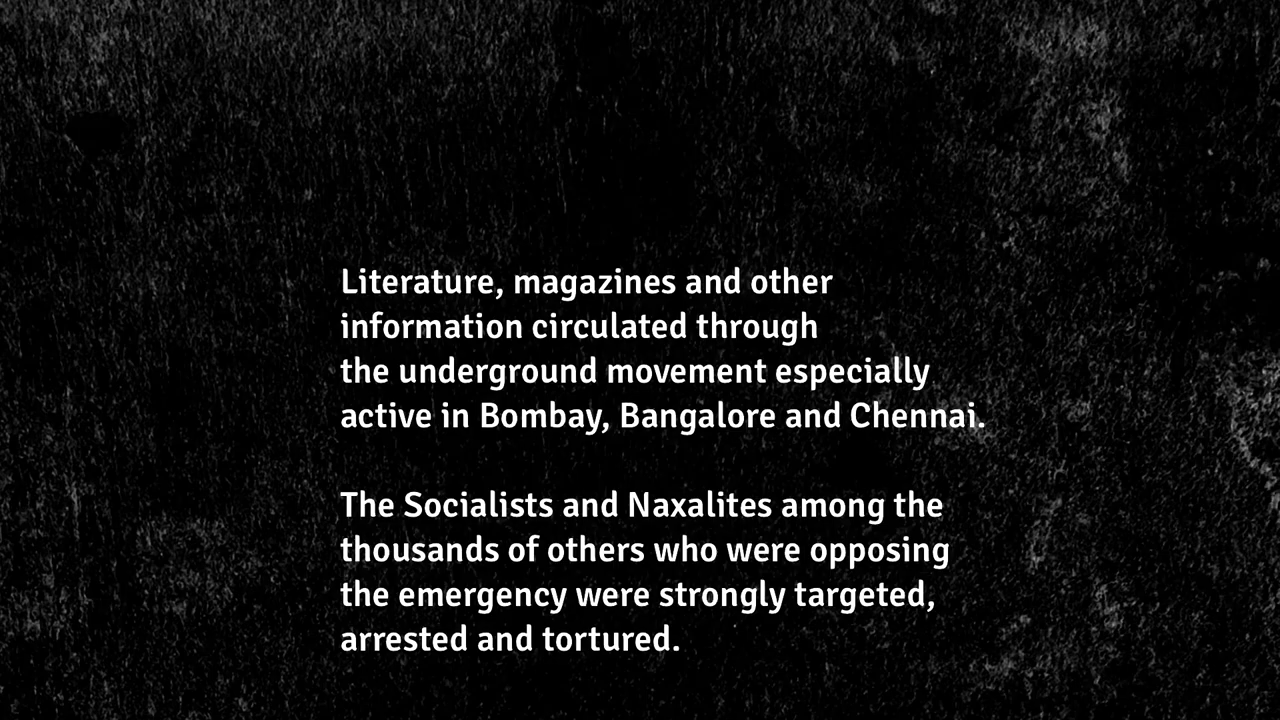 Literature, magazines and other
information circulated through
the underground movement especially
active in Bombay, Bangalore and Chennai.
The Socialists and Naxalites among the
thousands of others who were opposing
the emergency were strongly targeted,
arrested and tortured.